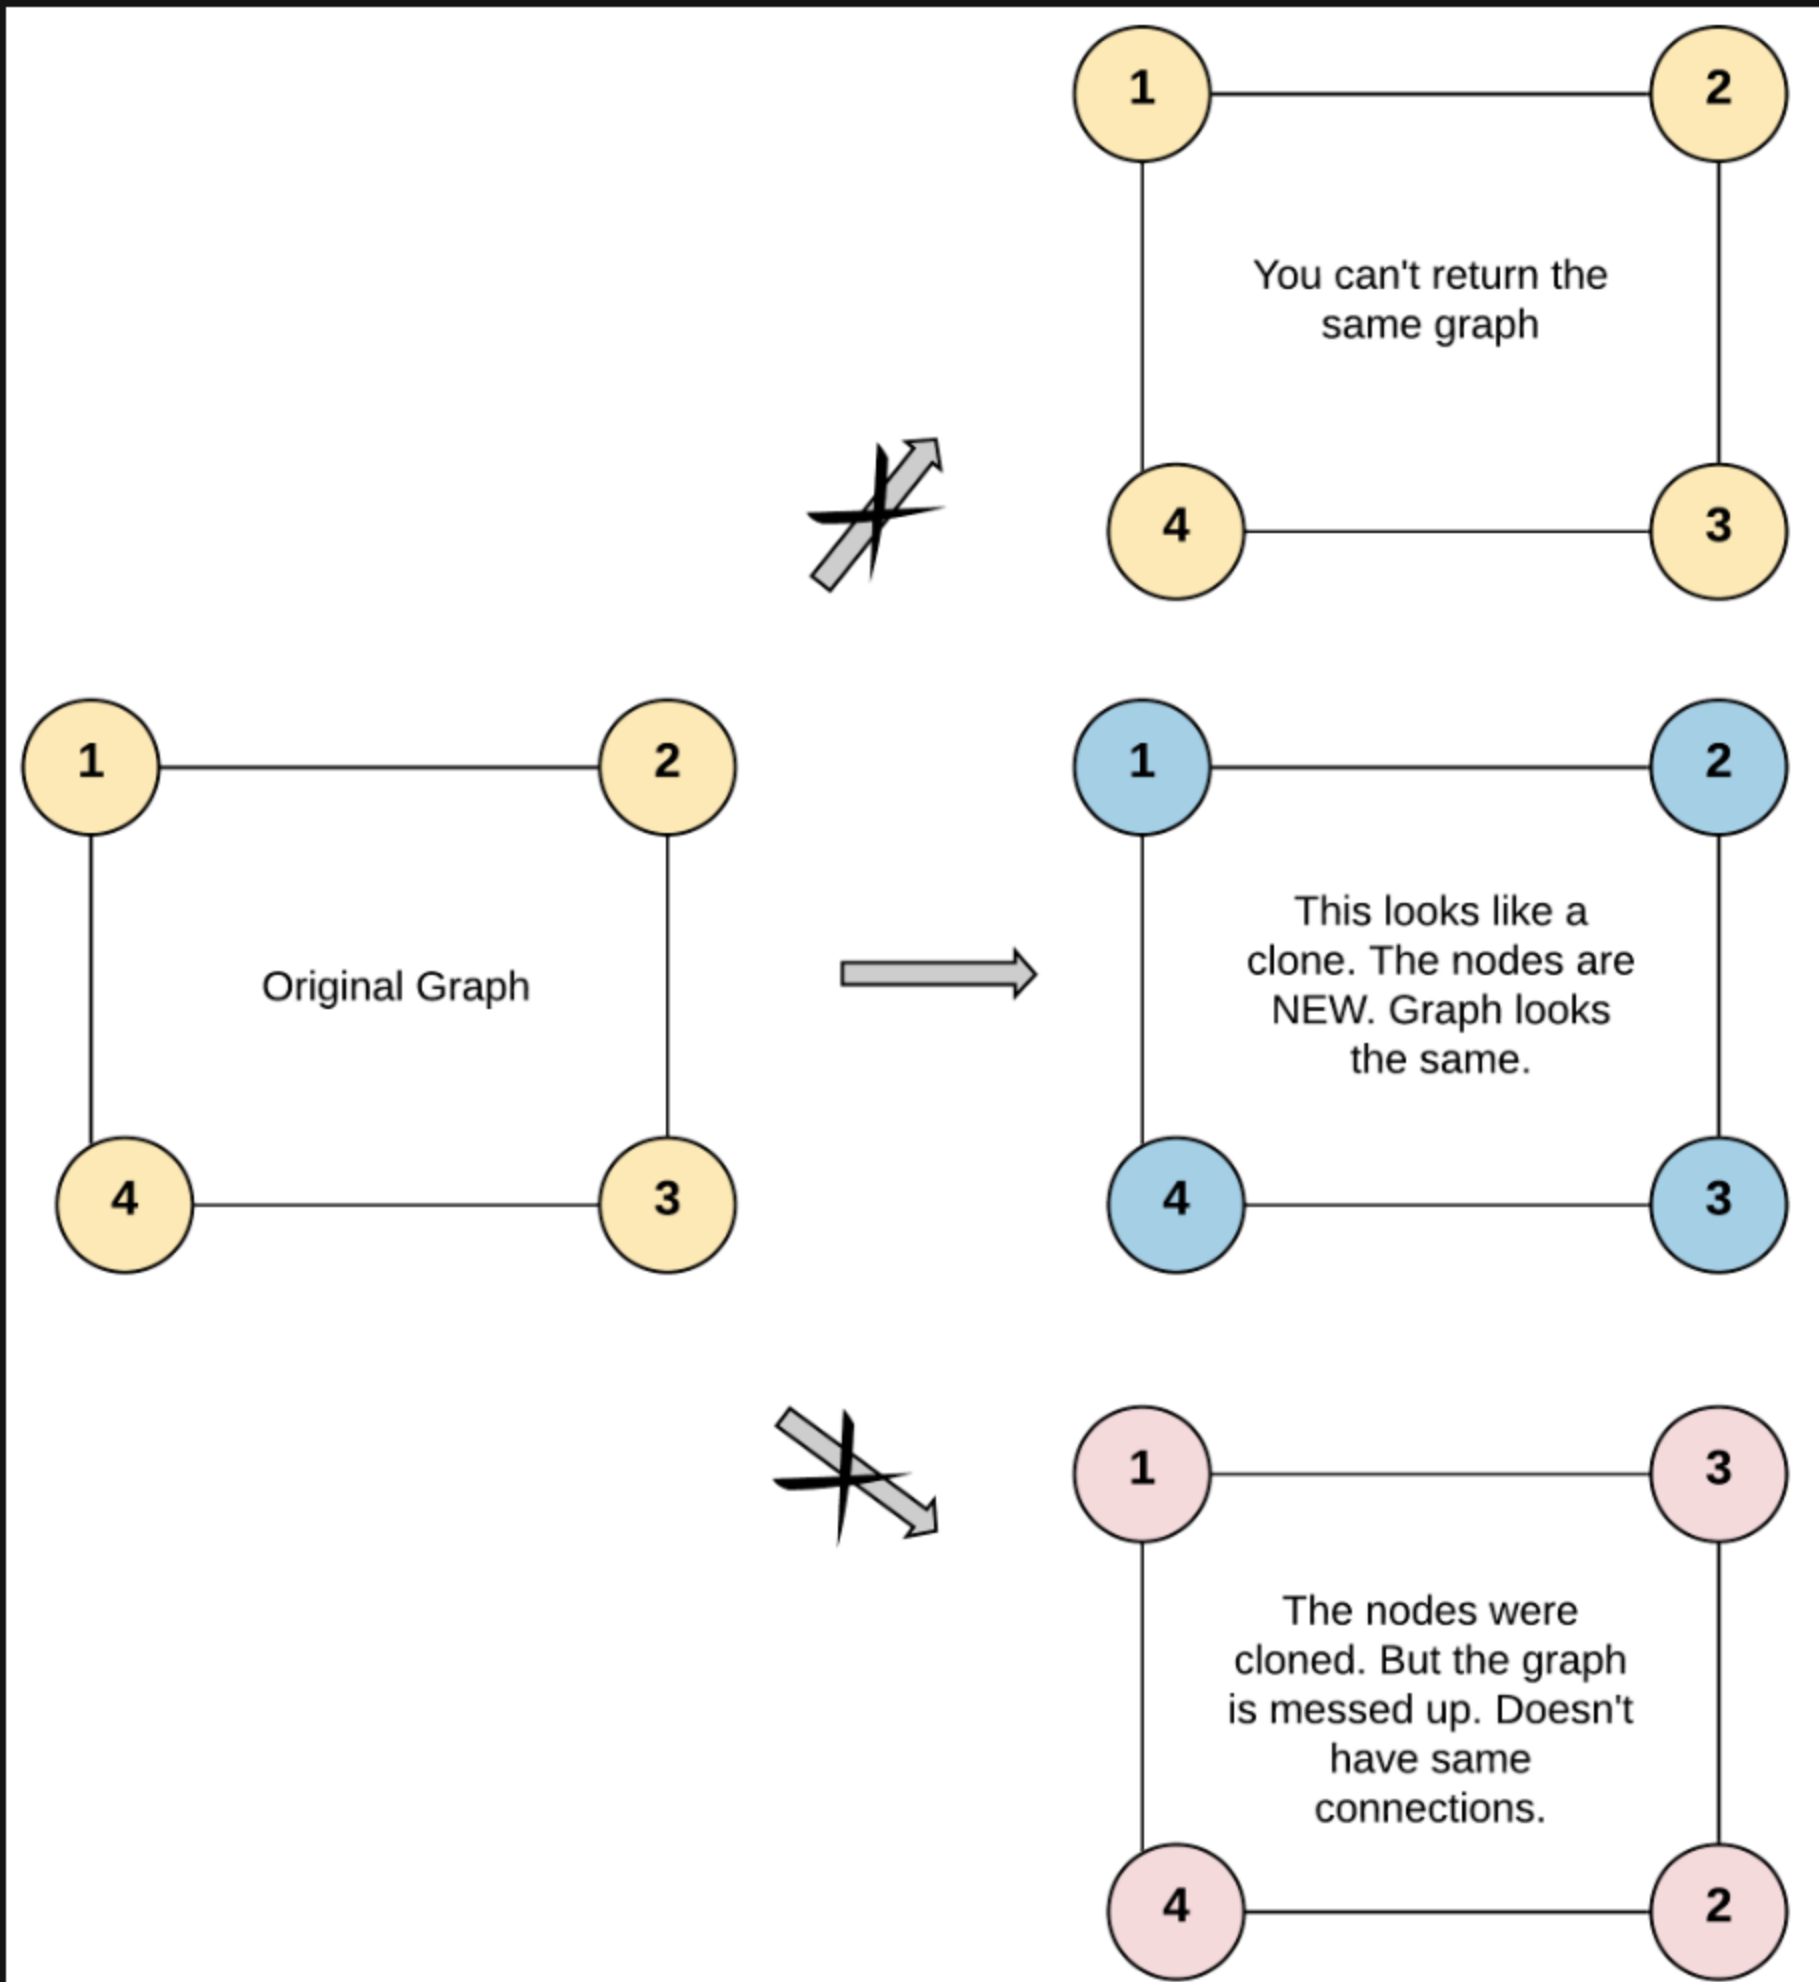 1
2
You can't return the
same graph
4
3
1
2
Original Graph
4
3
1
2
This looks like a
clone. The nodes are
NEW. Graph looks
the same.
4
3
1
3
The nodes were
cloned. But the graph
is messed up. Doesn't
have same
connections.
4
2